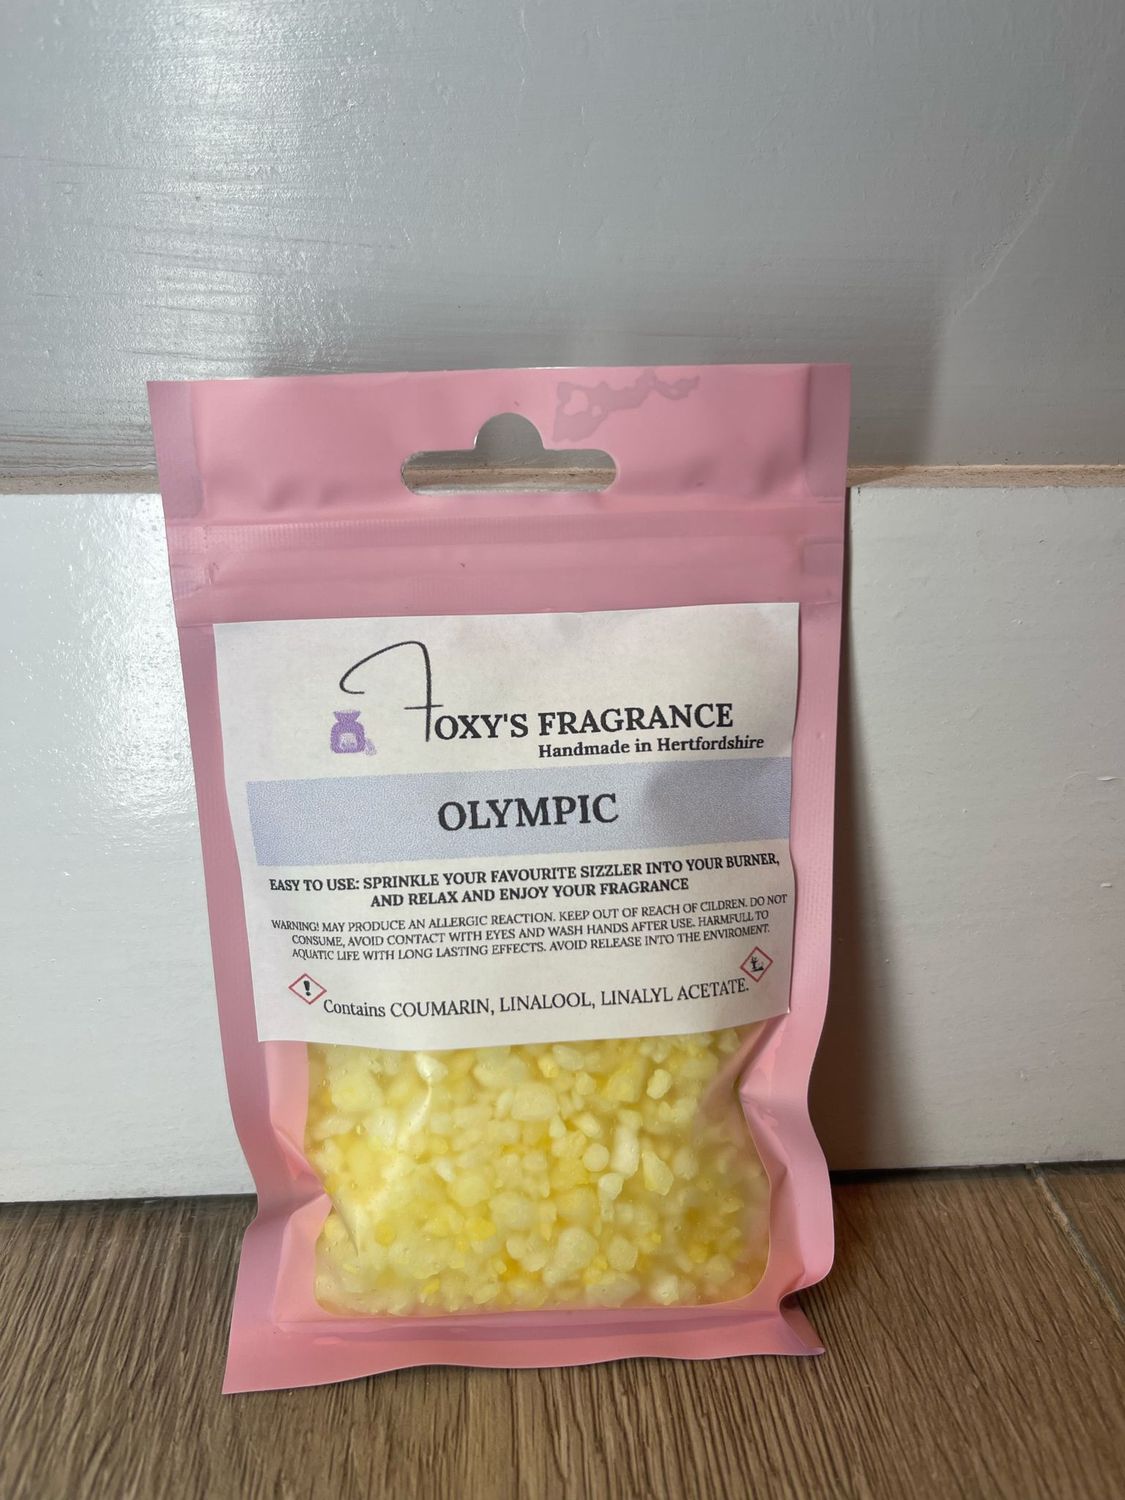 FOXY'S FRAGRANCE
Handmade in Hertfordshire
OLYMPIC
EASY TO USE: SPRINKLE YOUR FAVOURITE SIZZLER INTO YOUR BURNER,
AND RELAX AND ENJOY YOUR FRAGRANCE
WARNING! MAY PRODUCE AN ALLERGIC REACTION. KEEP OUT OF REACH OF CILDREN. DO NOT
CONSUME, AVOID CONTACT WITH EYES AND WASH HANDS AFTER USE. HARMFULL TO
AQUATIC LIFE WITH LONG LASTING EFFECTS. AVOID RELEASE INTO THE ENVIROMENT.
Contains COUMARIN, LINALOOL, LINALYL ACETATE.